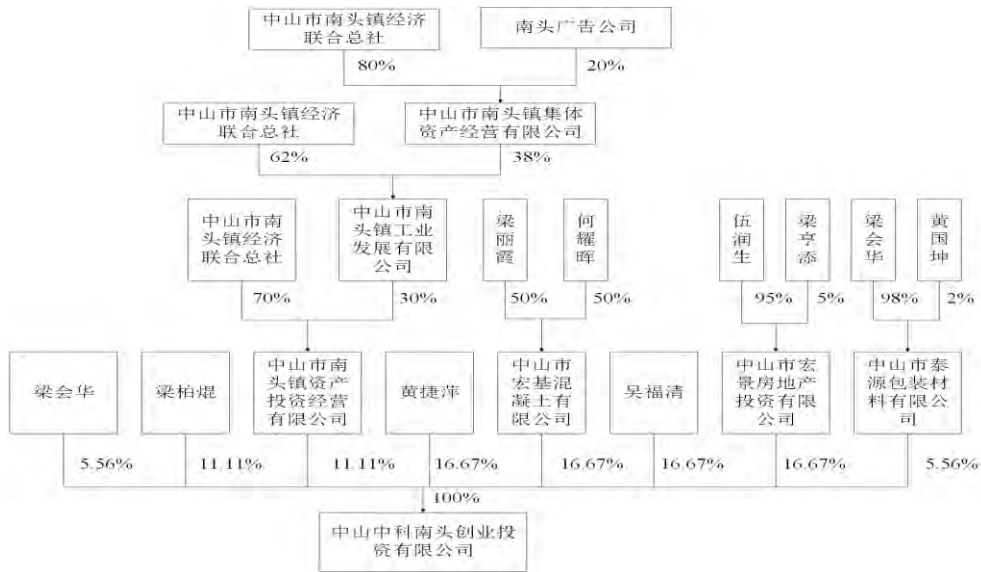 中山市南头镇经济
联合总社
南头广告公司
80%
20%
中山市南头镇经济
联合总社
中山市南头镇集体
资产经营有限公司
62%
38%
中山市南
头镇经济
联合总社
中山市南
头镇工业
发展有限
公司
梁丽霞
何耀晖
伍润生
梁亨添
梁会华
黄国坤
70%
30%
50%
50%
95%
5%
98%
2%
梁会华
梁柏焜
中山市南
头镇资产
投资经营
有限公司
黄捷萍
中山市
宏基混
凝土有
限公司
吴福清
中山市宏
景房地产
投资有限
公司
中山市泰
源包装材
料有限公
司
5.56%
11.11%
11.11%
16.67%
16.67%
16.67%
16.67%
5.56%
100%
中山中科南头创业投
资有限公司